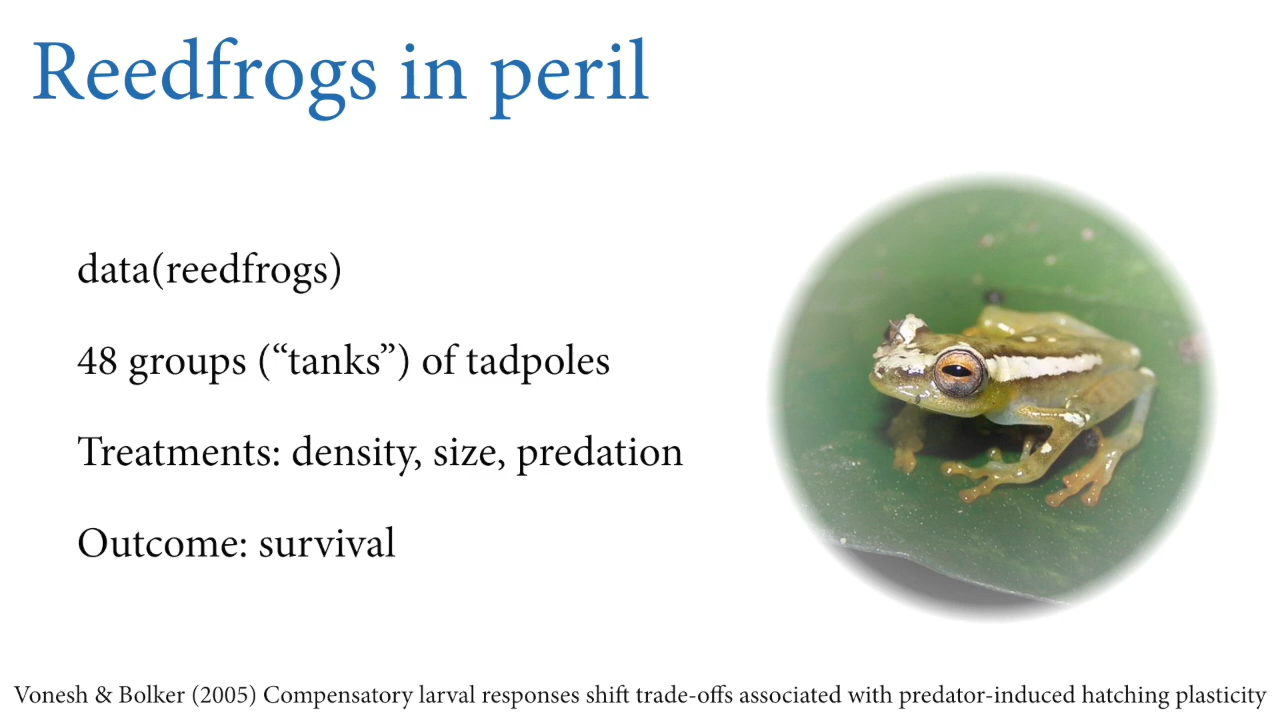 Reedfrogs in peril
data(reedfrogs)
48 groups (“tanks”) of tadpoles
Treatments: density, size, predation
Outcome: survival
Vonesh & Bolker (2005) Compensatory larval responses shift trade-offs associated with predator-induced hatching plasticity